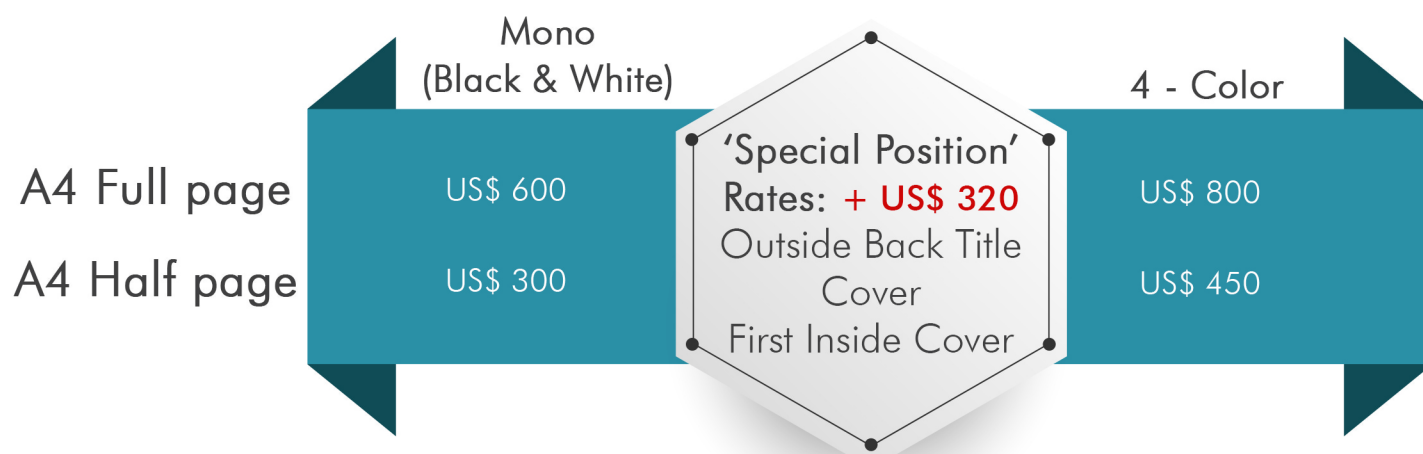 Mono
(Black & White)
4 - Color
A4 Full page
US$ 600
US$ 800
A4 Half page
US$ 300
US$ 450
‘Special Position’
Rates: + US$ 320
Outside Back Title
Cover
First Inside Cover